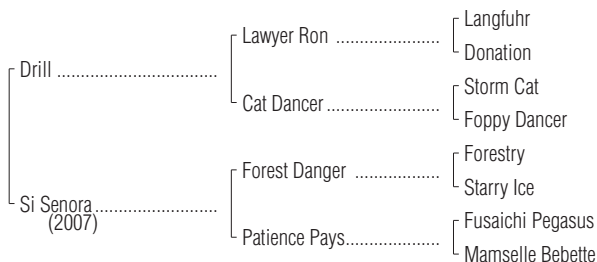 Langfuhr
Lawyer Ron ....................
Donation
Drill ................................
Storm Cat
Cat Dancer ......................
Foppy Dancer
Forestry
Forest Danger .................
Starry Ice
Si Senora ........................
(2007)
Fusaichi Pegasus
Patience Pays...................
Mamselle Bebette